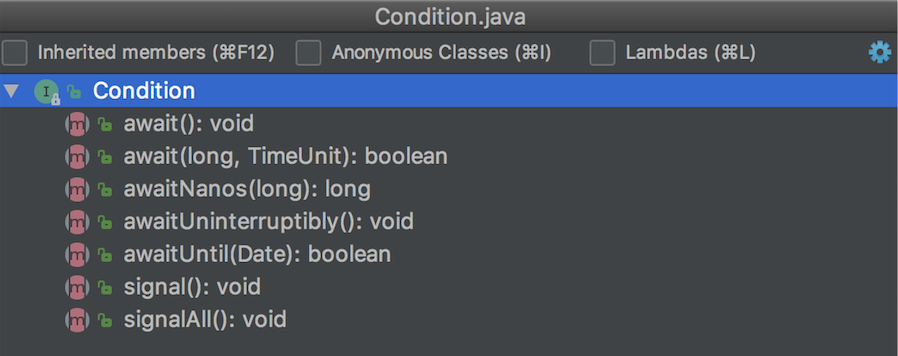 Condition.java
Inherited members (⌘F12) Anonymous Classes (⌘I) Lambdas (⌘L)
I Condition
m await(): void
m await(long, TimeUnit): boolean
m awaitNanos(long): long
m awaitUninterruptibly(): void
m awaitUntil(Date): boolean
m signal(): void
m signalAll(): void